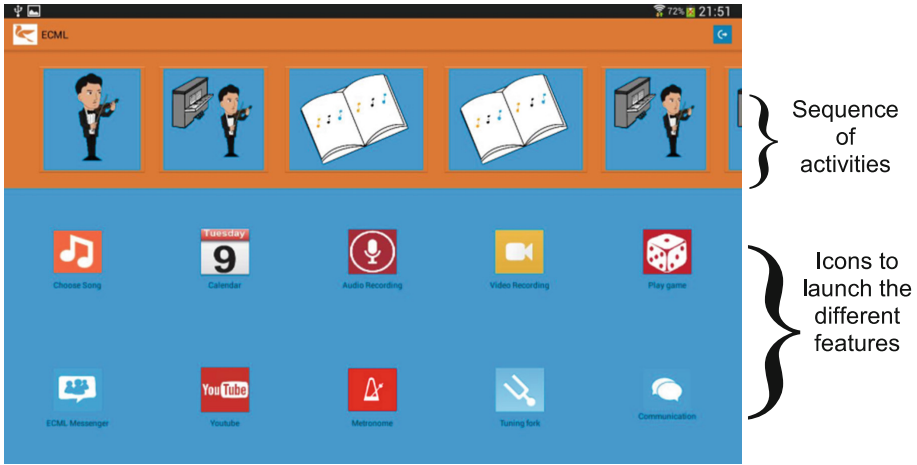 72% 21:51
ECML
Sequence
of
activities
Tuesday
9
Choose Song
Calendar
Audio Recording
Video Recording
Play game
Icons to
launch the
different
features
You Tube
ECML Messenger
Youtube
Metronome
Tuning fork
Communication